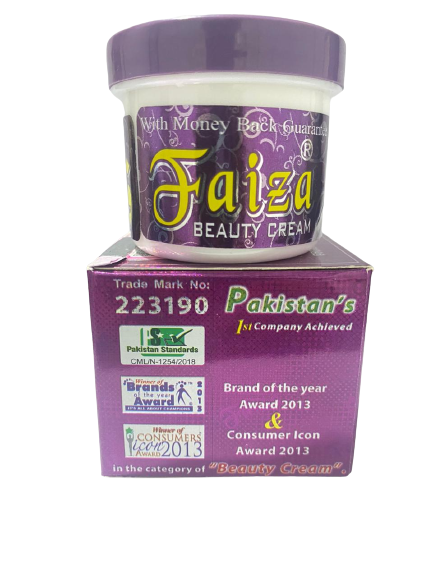 With Money Back Guarantee
®
Faiza
BEAUTY CREAM
Trade Mark No:
223190
Pakistan's
1st Company Achieved
Pakistan Standards
CML/N-1254/2018
Winner of
Brands
of the year
Award
2013
IT'S ALL ABOUT CHAMPIONS
Brand of the year
Award 2013
&
Consumer Icon
Award 2013
Winner of
CONSUMERS
icon2013
AWARD
in the category of "Beauty Cream".